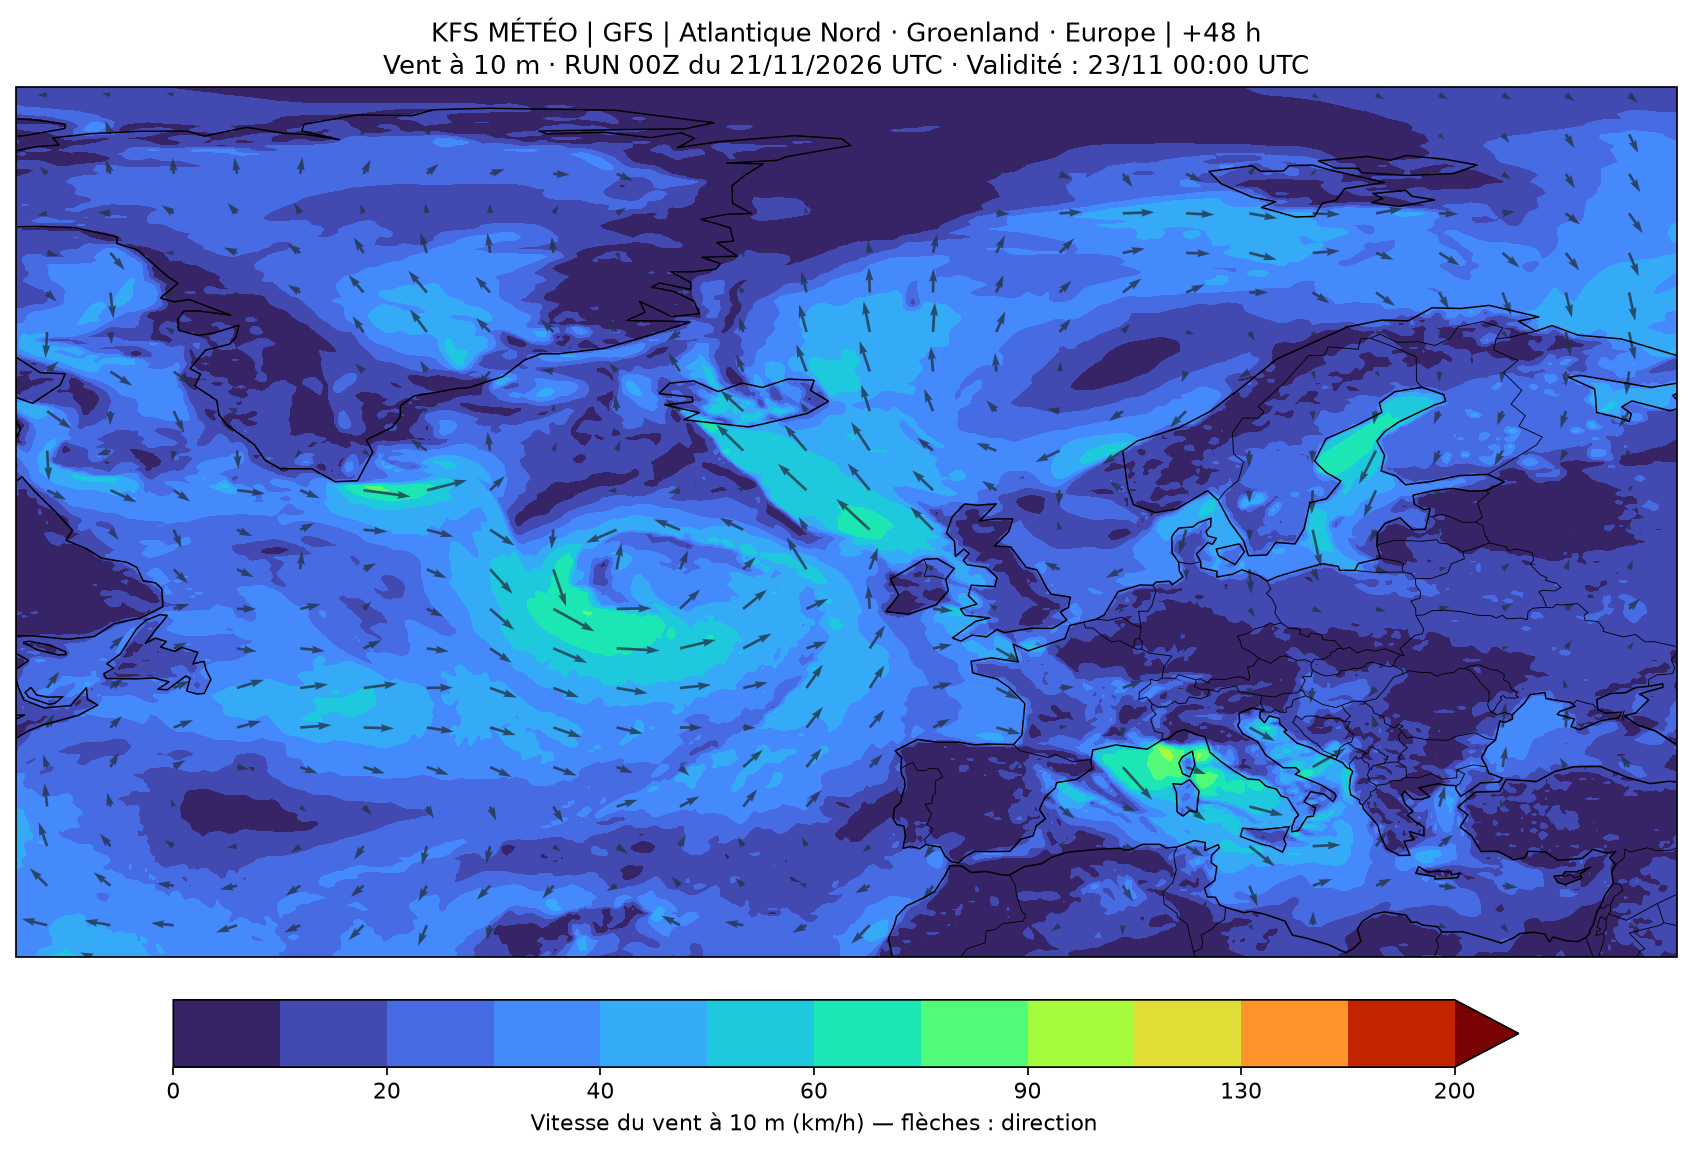 KFS MÉTÉO | GFS | Atlantique Nord · Groenland · Europe | +48 h
Vent à 10 m · RUN 00Z du 21/11/2026 UTC · Validité : 23/11 00:00 UTC
0 20 40 60 90 130 200
Vitesse du vent à 10 m (km/h) — flèches : direction